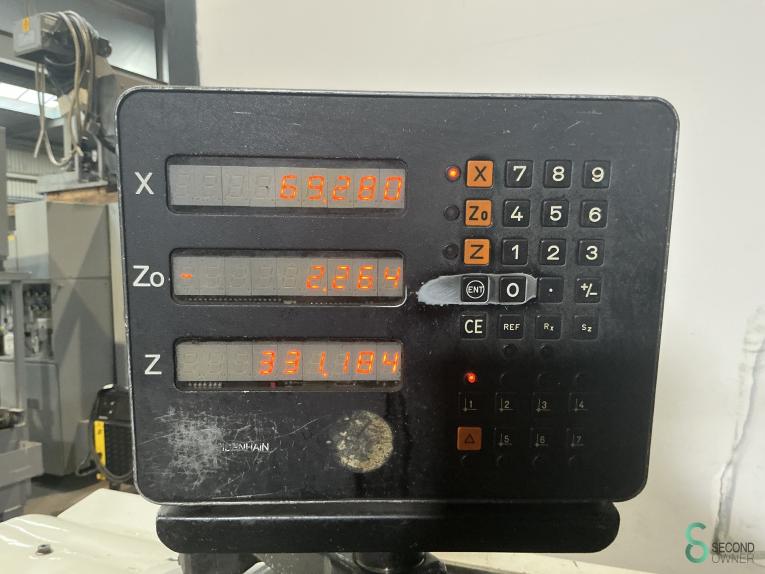 X 69.280 X 7 8 9
Zo - 2.264 Zo 4 5 6
Z 1 2 3
ENT 0 . +/-
CE REF Rx Sz
Z 331.184
1 2 3 4
Δ 5 6 7
IDENHAIN
SECOND
OWNER